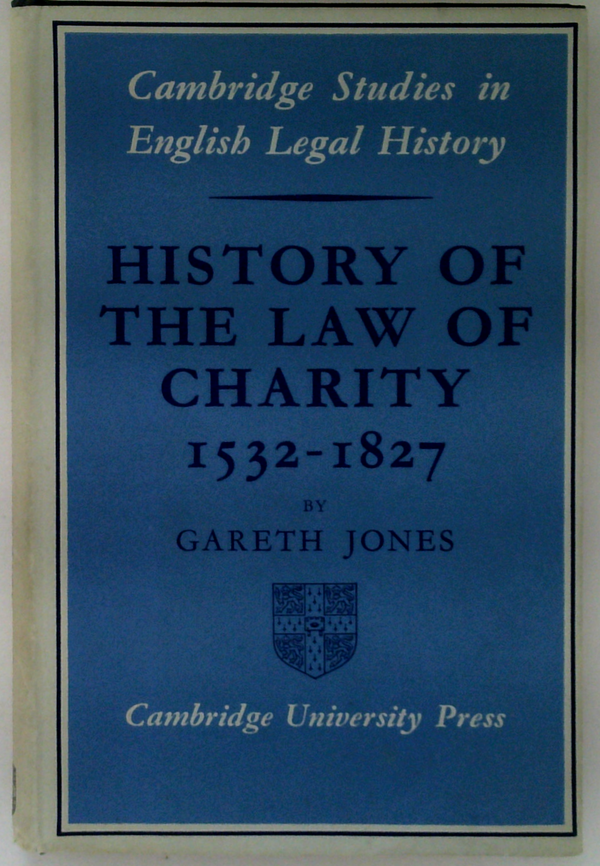 Cambridge Studies in
English Legal History
HISTORY OF
THE LAW OF
CHARITY
1532-1827
BY
GARETH JONES
Cambridge University Press